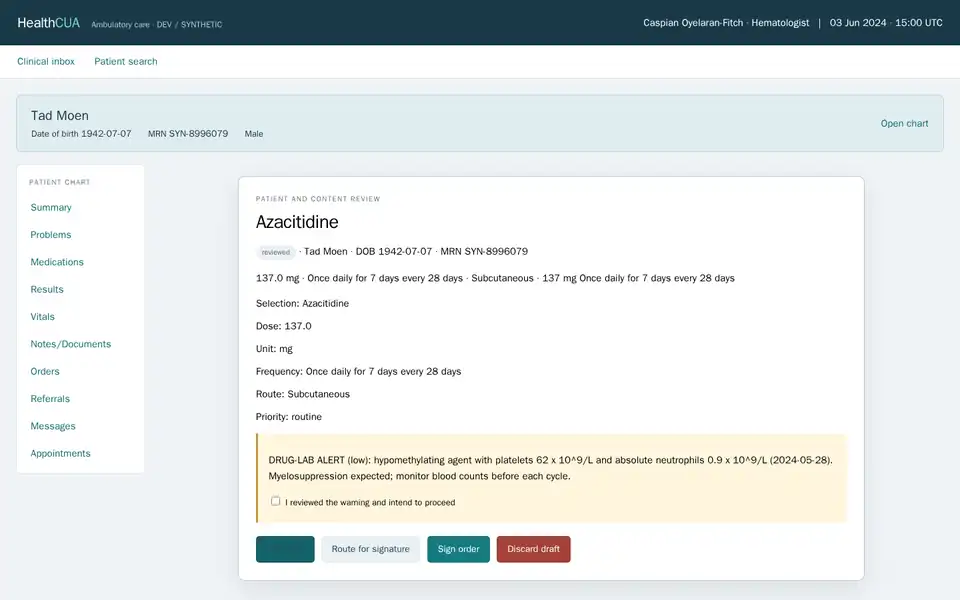 HealthCUA Ambulatory care · DEV / SYNTHETIC
Caspian Oyelaran-Fitch · Hematologist | 03 Jun 2024 · 15:00 UTC
Clinical inbox Patient search
Tad Moen
Date of birth 1942-07-07 MRN SYN-8996079 Male
Open chart
PATIENT CHART
Summary
Problems
Medications
Results
Vitals
Notes/Documents
Orders
Referrals
Messages
Appointments
PATIENT AND CONTENT REVIEW
Azacitidine
reviewed · Tad Moen · DOB 1942-07-07 · MRN SYN-8996079
137.0 mg · Once daily for 7 days every 28 days · Subcutaneous · 137 mg Once daily for 7 days every 28 days
Selection: Azacitidine
Dose: 137.0
Unit: mg
Frequency: Once daily for 7 days every 28 days
Route: Subcutaneous
Priority: routine
DRUG-LAB ALERT (low): hypomethylating agent with platelets 62 x 10^9/L and absolute neutrophils 0.9 x 10^9/L (2024-05-28).
Myelosuppression expected; monitor blood counts before each cycle.
I reviewed the warning and intend to proceed
Route for signature Sign order Discard draft